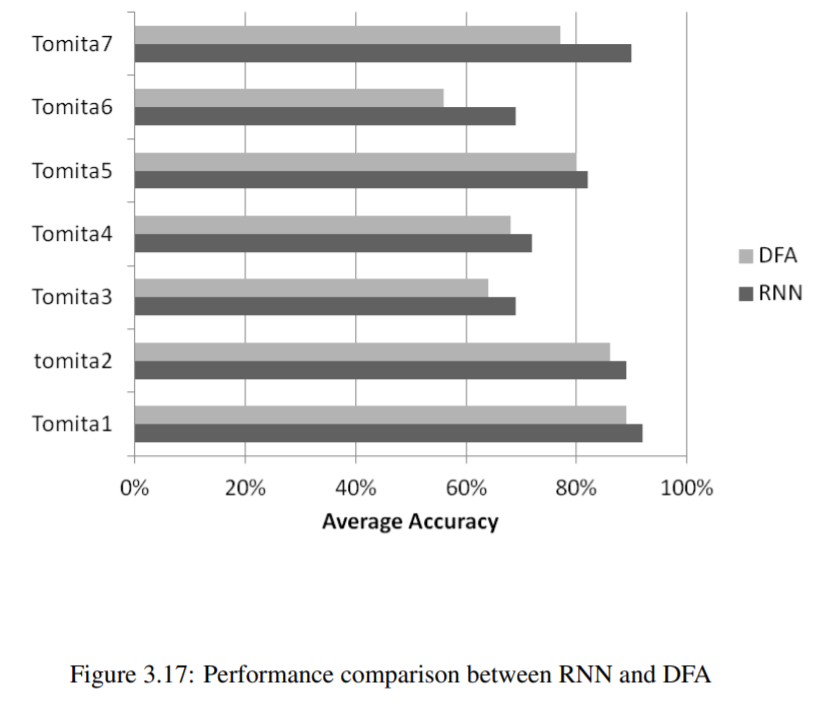 Tomita7
Tomita6
Tomita5
Tomita4
Tomita3
tomita2
Tomita1
DFA
RNN
0% 20% 40% 60% 80% 100%
Average Accuracy
Figure 3.17: Performance comparison between RNN and DFA